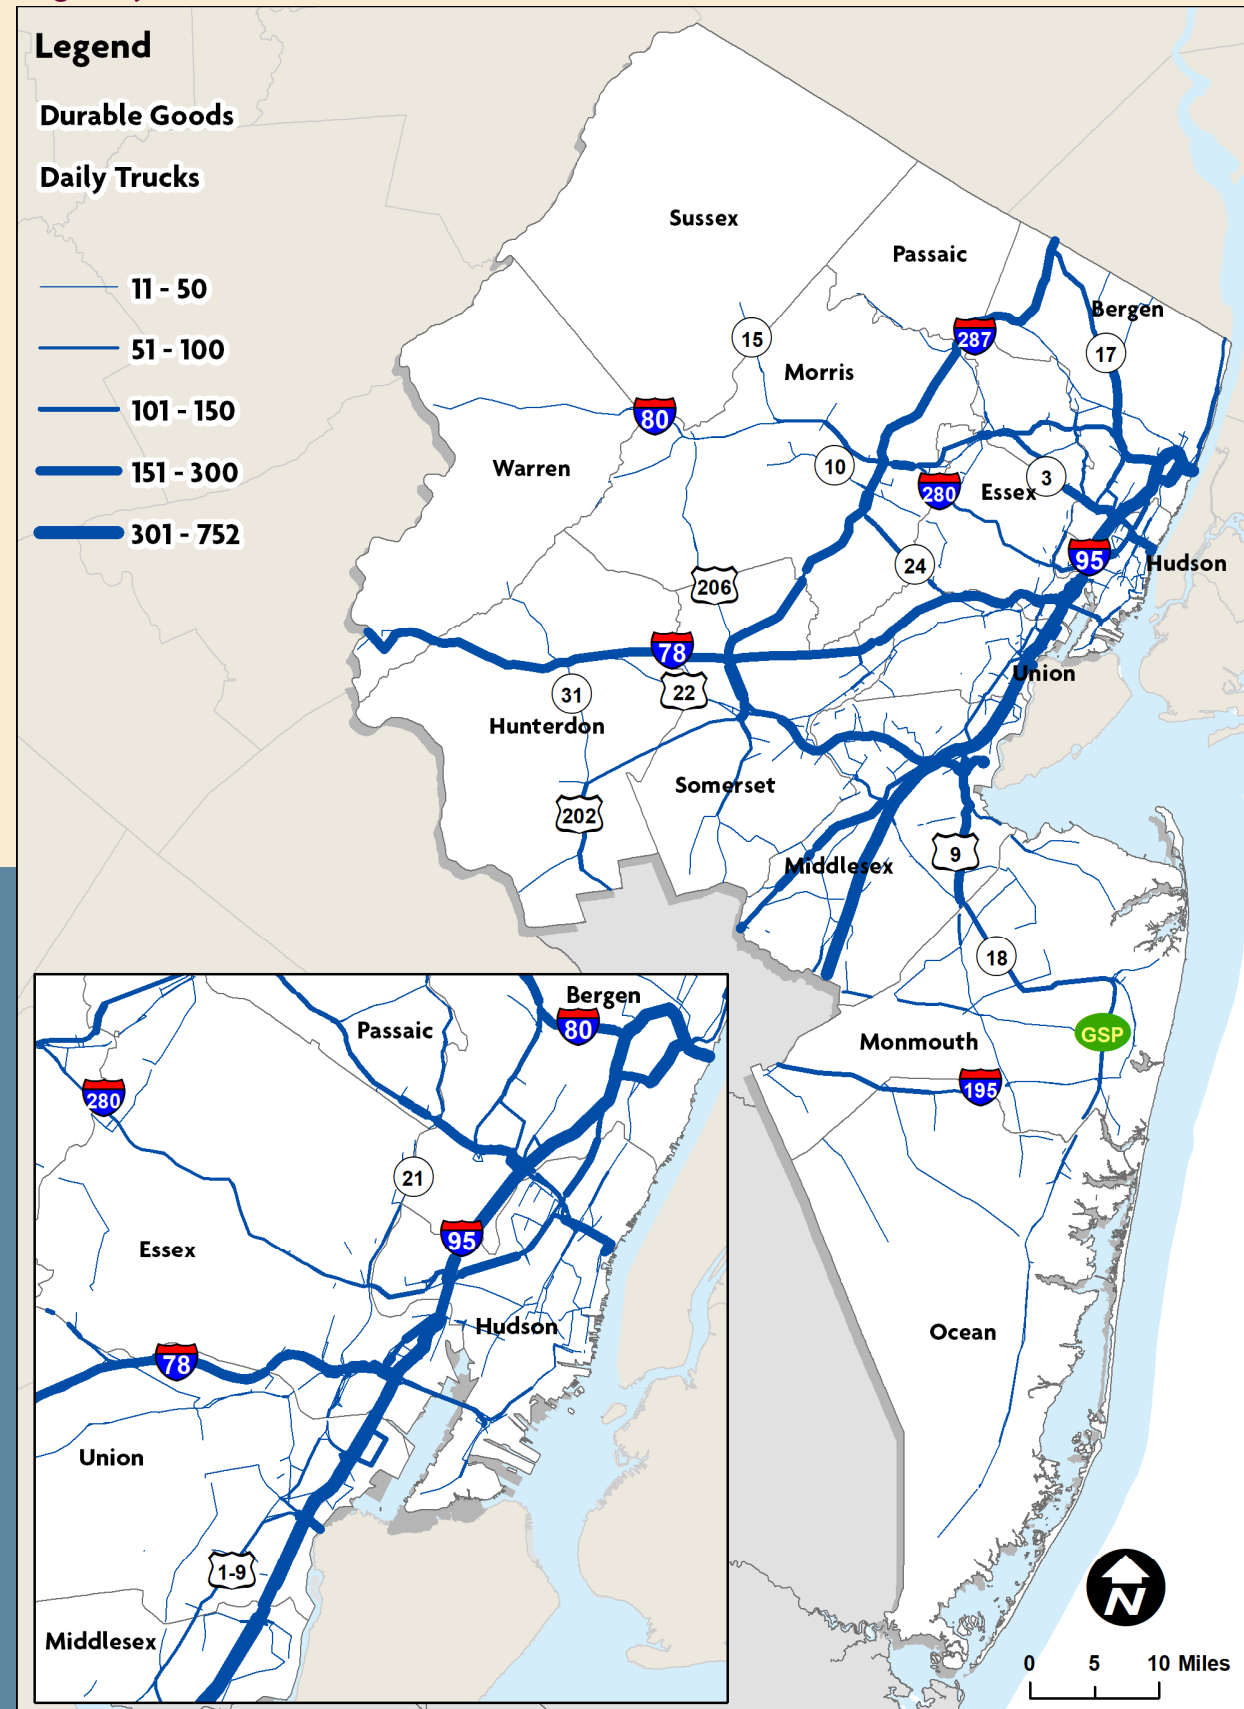 Legend
Durable Goods
Daily Trucks
11 - 50
51 - 100
101 - 150
151 - 300
301 - 752
Sussex
Passaic
Bergen
287
17
15
Morris
80
Warren
10
280
Essex
3
95
Hudson
24
206
78
22
Union
31
Hunterdon
Somerset
202
Middlesex
9
18
Monmouth
GSP
195
Ocean
Bergen
80
Passaic
280
21
95
Essex
Hudson
78
Union
1-9
Middlesex
N
0 5 10 Miles